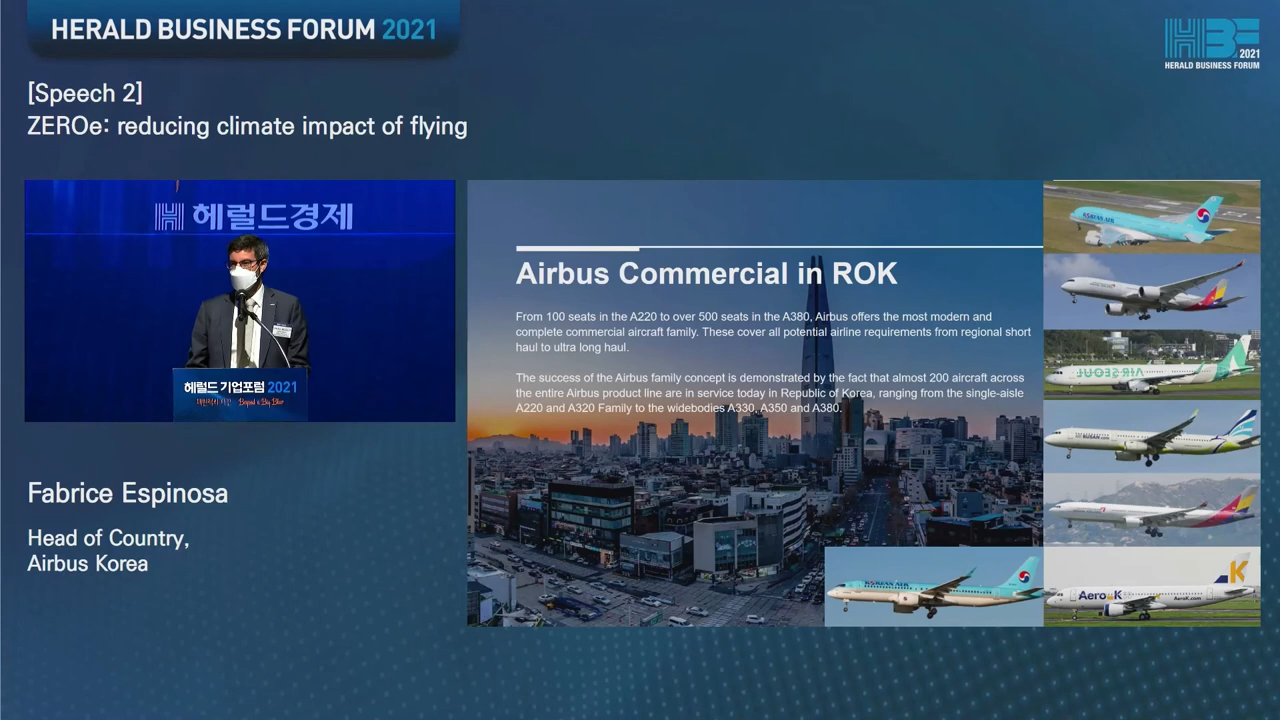 HERALD BUSINESS FORUM 2021
HBF
2021
HERALD BUSINESS FORUM
[Speech 2]
ZEROe: reducing climate impact of flying
헤럴드경제
헤럴드 기업포럼 2021
Beyond a Big Blur
Fabrice Espinosa
Head of Country,
Airbus Korea
Airbus Commercial in ROK
From 100 seats in the A220 to over 500 seats in the A380, Airbus offers the most modern and
complete commercial aircraft family. These cover all potential airline requirements from regional short
haul to ultra long haul.
The success of the Airbus family concept is demonstrated by the fact that almost 200 aircraft across
the entire Airbus product line are in service today in Republic of Korea, ranging from the single-aisle
A220 and A320 Family to the widebodies A330, A350 and A380.
KOREAN AIR
AIR SEOUL
KOREAN AIR
Aero K
AeroK.com
K